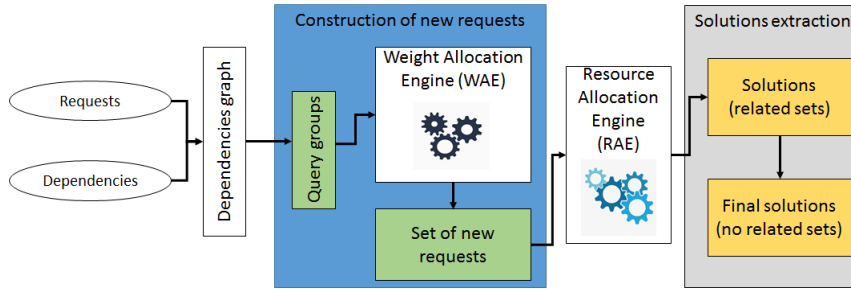 Construction of new requests
Solutions extraction
Requests
Dependencies
Dependencies graph
Query groups
Weight Allocation
Engine (WAE)
Set of new
requests
Resource
Allocation
Engine
(RAE)
Solutions
(related sets)
Final solutions
(no related sets)